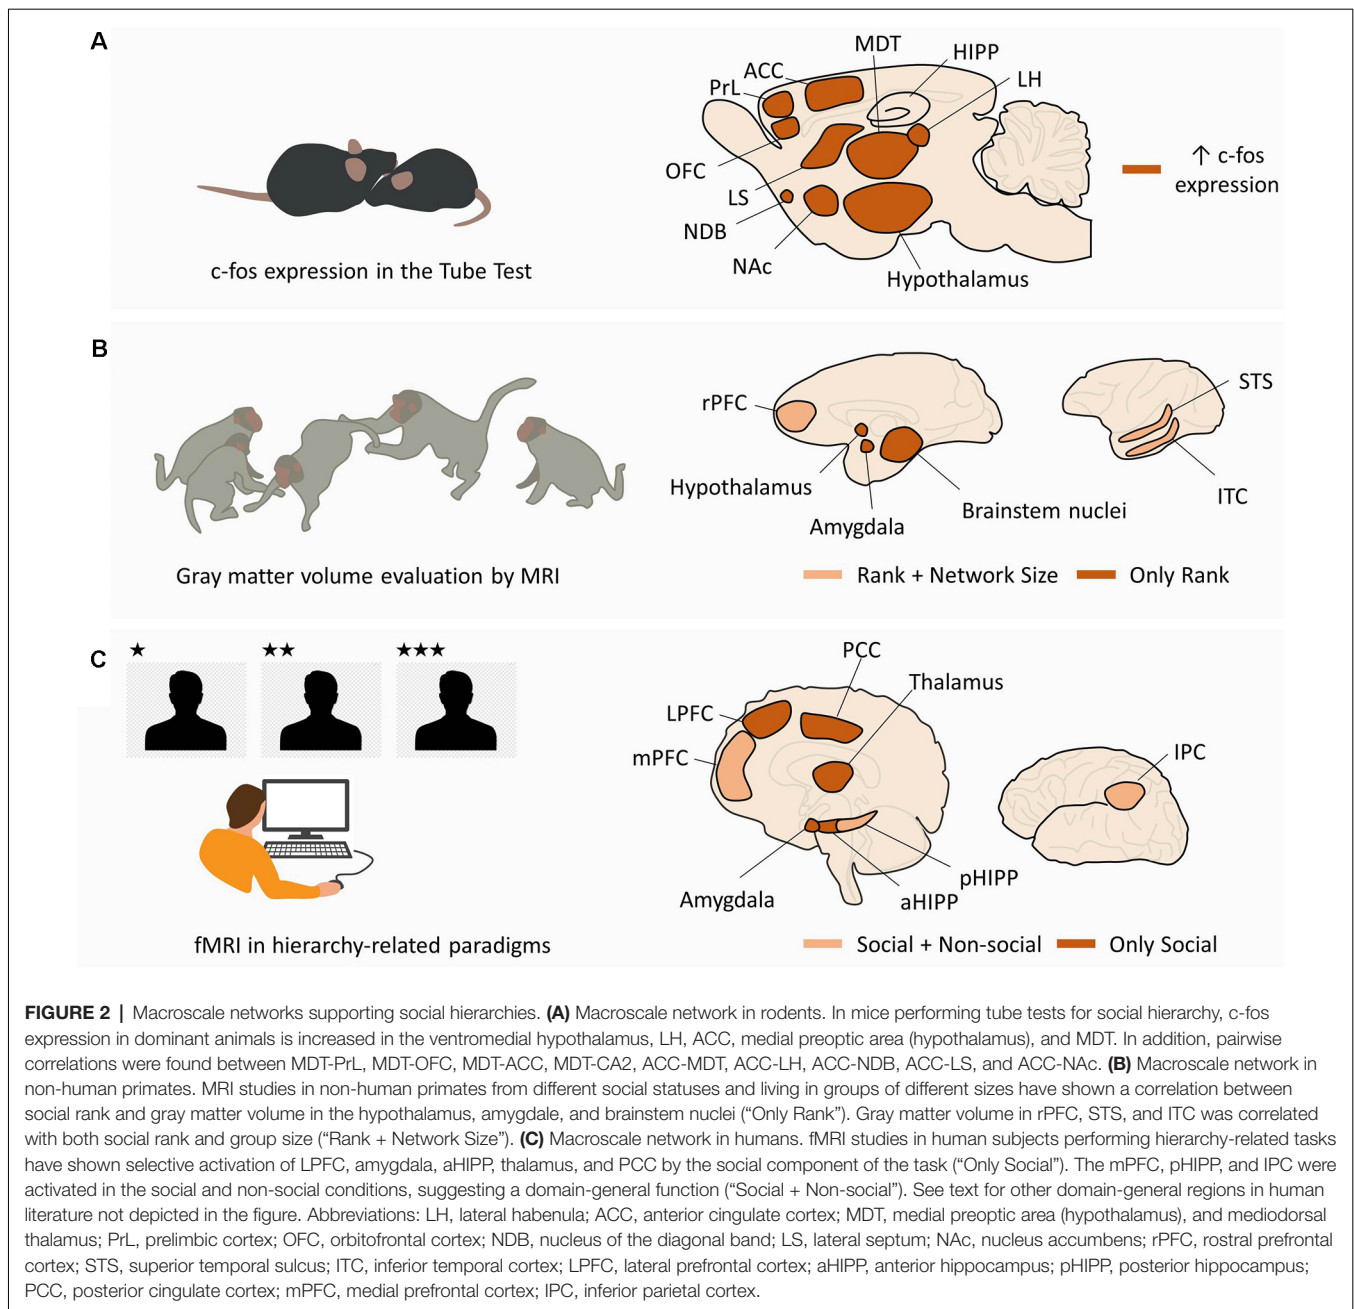 A
MDT
HIPP
ACC
LH
PrL
OFC
LS
NDB
NAc
Hypothalamus
↑ c-fos
expression
c-fos expression in the Tube Test
B
rPFC
STS
Hypothalamus
ITC
Amygdala
Brainstem nuclei
Gray matter volume evaluation by MRI
Rank + Network Size
Only Rank
C
★
★★
★★★
PCC
Thalamus
LPFC
mPFC
IPC
pHIPP
Amygdala
aHIPP
fMRI in hierarchy-related paradigms
Social + Non-social
Only Social
FIGURE 2 | Macroscale networks supporting social hierarchies. (A) Macroscale network in rodents. In mice performing tube tests for social hierarchy, c-fos
expression in dominant animals is increased in the ventromedial hypothalamus, LH, ACC, medial preoptic area (hypothalamus), and MDT. In addition, pairwise
correlations were found between MDT-PrL, MDT-OFC, MDT-ACC, MDT-CA2, ACC-MDT, ACC-LH, ACC-NDB, ACC-LS, and ACC-NAc. (B) Macroscale network in
non-human primates. MRI studies in non-human primates from different social statuses and living in groups of different sizes have shown a correlation between
social rank and gray matter volume in the hypothalamus, amygdale, and brainstem nuclei (“Only Rank”). Gray matter volume in rPFC, STS, and ITC was correlated
with both social rank and group size (“Rank + Network Size”). (C) Macroscale network in humans. fMRI studies in human subjects performing hierarchy-related tasks
have shown selective activation of LPFC, amygdala, aHIPP, thalamus, and PCC by the social component of the task (“Only Social”). The mPFC, pHIPP, and IPC were
activated in the social and non-social conditions, suggesting a domain-general function (“Social + Non-social”). See text for other domain-general regions in human
literature not depicted in the figure. Abbreviations: LH, lateral habenula; ACC, anterior cingulate cortex; MDT, medial preoptic area (hypothalamus), and mediodorsal
thalamus; PrL, prelimbic cortex; OFC, orbitofrontal cortex; NDB, nucleus of the diagonal band; LS, lateral septum; NAc, nucleus accumbens; rPFC, rostral prefrontal
cortex; STS, superior temporal sulcus; ITC, inferior temporal cortex; LPFC, lateral prefrontal cortex; aHIPP, anterior hippocampus; pHIPP, posterior hippocampus;
PCC, posterior cingulate cortex; mPFC, medial prefrontal cortex; IPC, inferior parietal cortex.